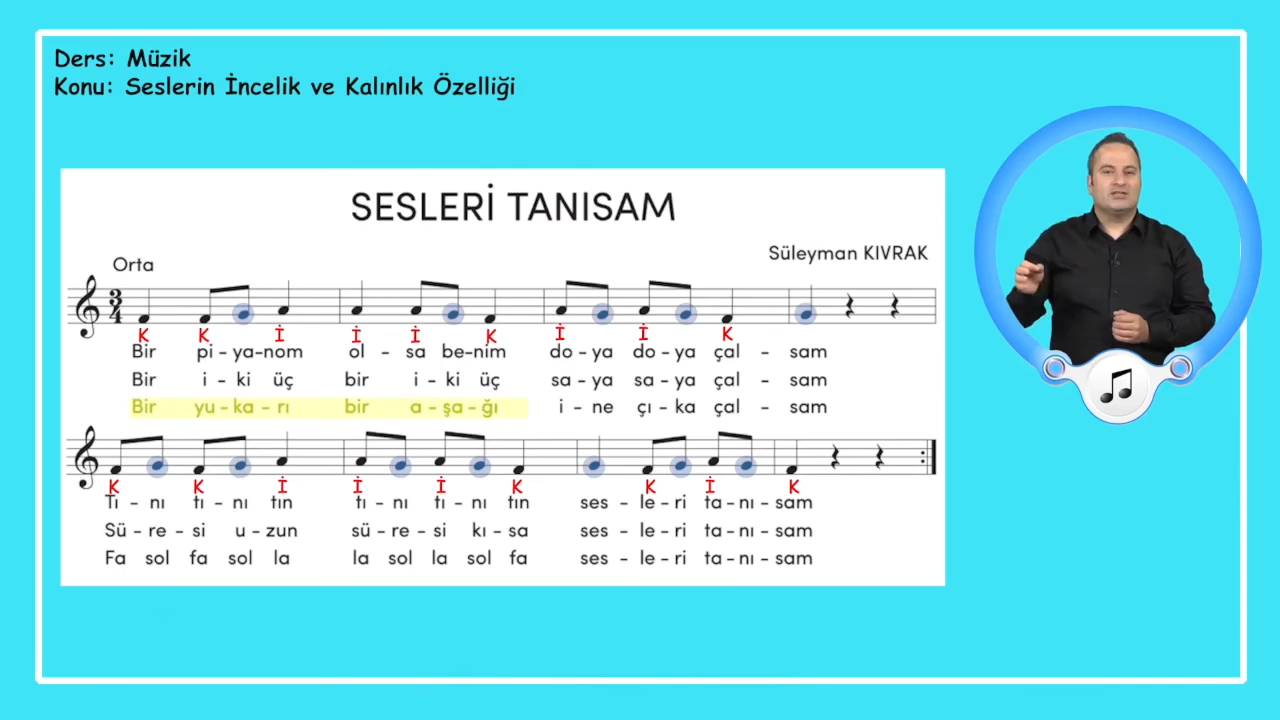 Ders: Müzik
Konu: Seslerin İncelik ve Kalınlık Özelliği
SESLERİ TANISAM
Süleyman KIVRAK
Orta
3
4
K K İ İ İ K İ İ K
Bir pi - ya-nom ol - sa be-nim do - ya do - ya çal - sam
Bir i - ki üç bir i - ki üç sa - ya sa - ya çal - sam
Bir yu - ka - rı bir a - şa - ğı i - ne çı - ka çal - sam
K K İ İ İ K K İ K
Tı - nı tı - nı tın tı - nı tı - nı tın ses - le - ri ta - nı - sam
Sü - re - si u - zun sü - re - si kı - sa ses - le - ri ta - nı - sam
Fa sol fa sol la la sol la sol fa ses - le - ri ta - nı - sam